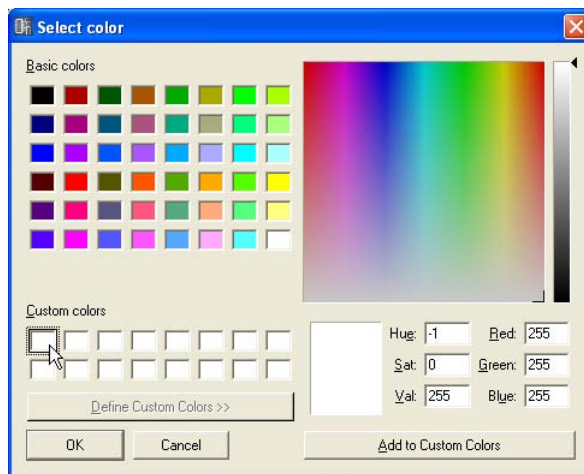 Select color
Basic colors
Custom colors
Define Custom Colors >>
OK Cancel
Hue: -1 Red: 255
Sat: 0 Green: 255
Val: 255 Blue: 255
Add to Custom Colors